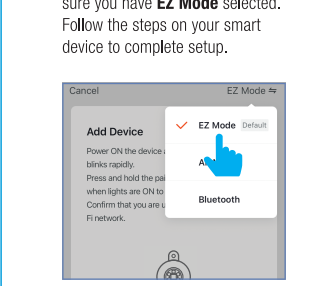 sure you have EZ Mode selected.
Follow the steps on your smart
device to complete setup.
Cancel
EZ Mode
Add Device
Power ON the device
blinks rapidly.
Press and hold the
when lights are ON to
Confirm that you are
Fi network.
EZ Mode Default
Bluetooth